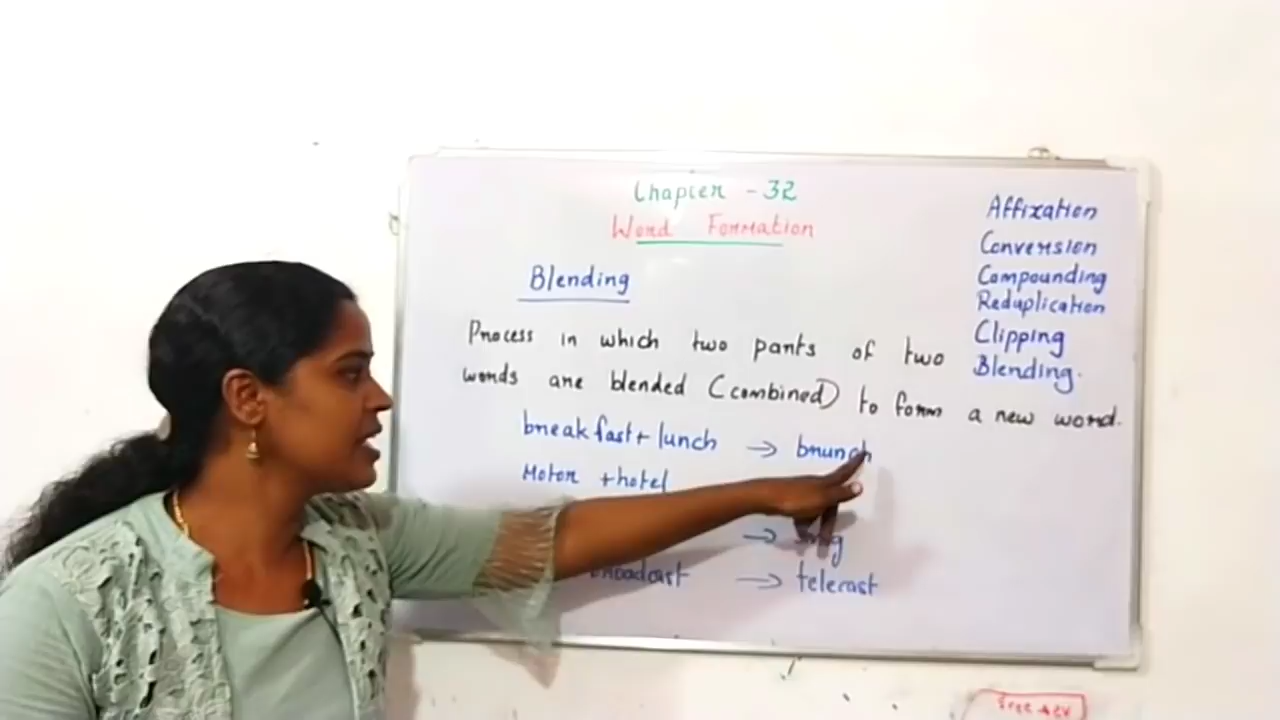 Chapter - 32
Word Formation
Blending
Process in which two parts of two
words are blended (combined) to form a new word.
breakfast + lunch → brunch
Motor + hotel
→
broadcast → telecast
Affixation
Conversion
Compounding
Reduplication
Clipping
Blending.